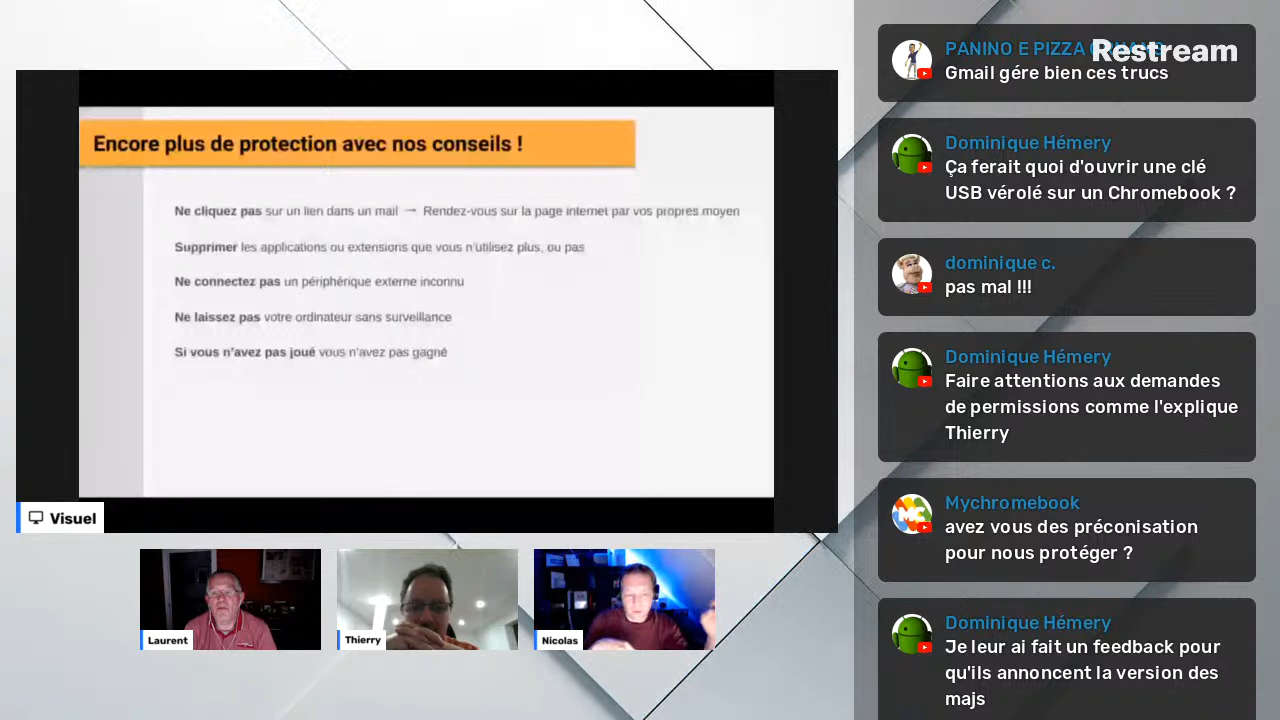 Encore plus de protection avec nos conseils !
Ne cliquez pas sur un lien dans un mail → Rendez-vous sur la page internet par vos propres moyen
Supprimer les applications ou extensions que vous n'utilisez plus, ou pas
Ne connectez pas un périphérique externe inconnu
Ne laissez pas votre ordinateur sans surveillance
Si vous n'avez pas joué vous n'avez pas gagné
Visuel
Laurent
Thierry
Nicolas
PANINO E PIZZA
Restream
Gmail gére bien ces trucs
Dominique Hémery
Ça ferait quoi d'ouvrir une clé
USB vérolé sur un Chromebook ?
dominique c.
pas mal !!!
Dominique Hémery
Faire attentions aux demandes
de permissions comme l'explique
Thierry
Mychromebook
avez vous des préconisation
pour nous protéger ?
Dominique Hémery
Je leur ai fait un feedback pour
qu'ils annoncent la version des
majs